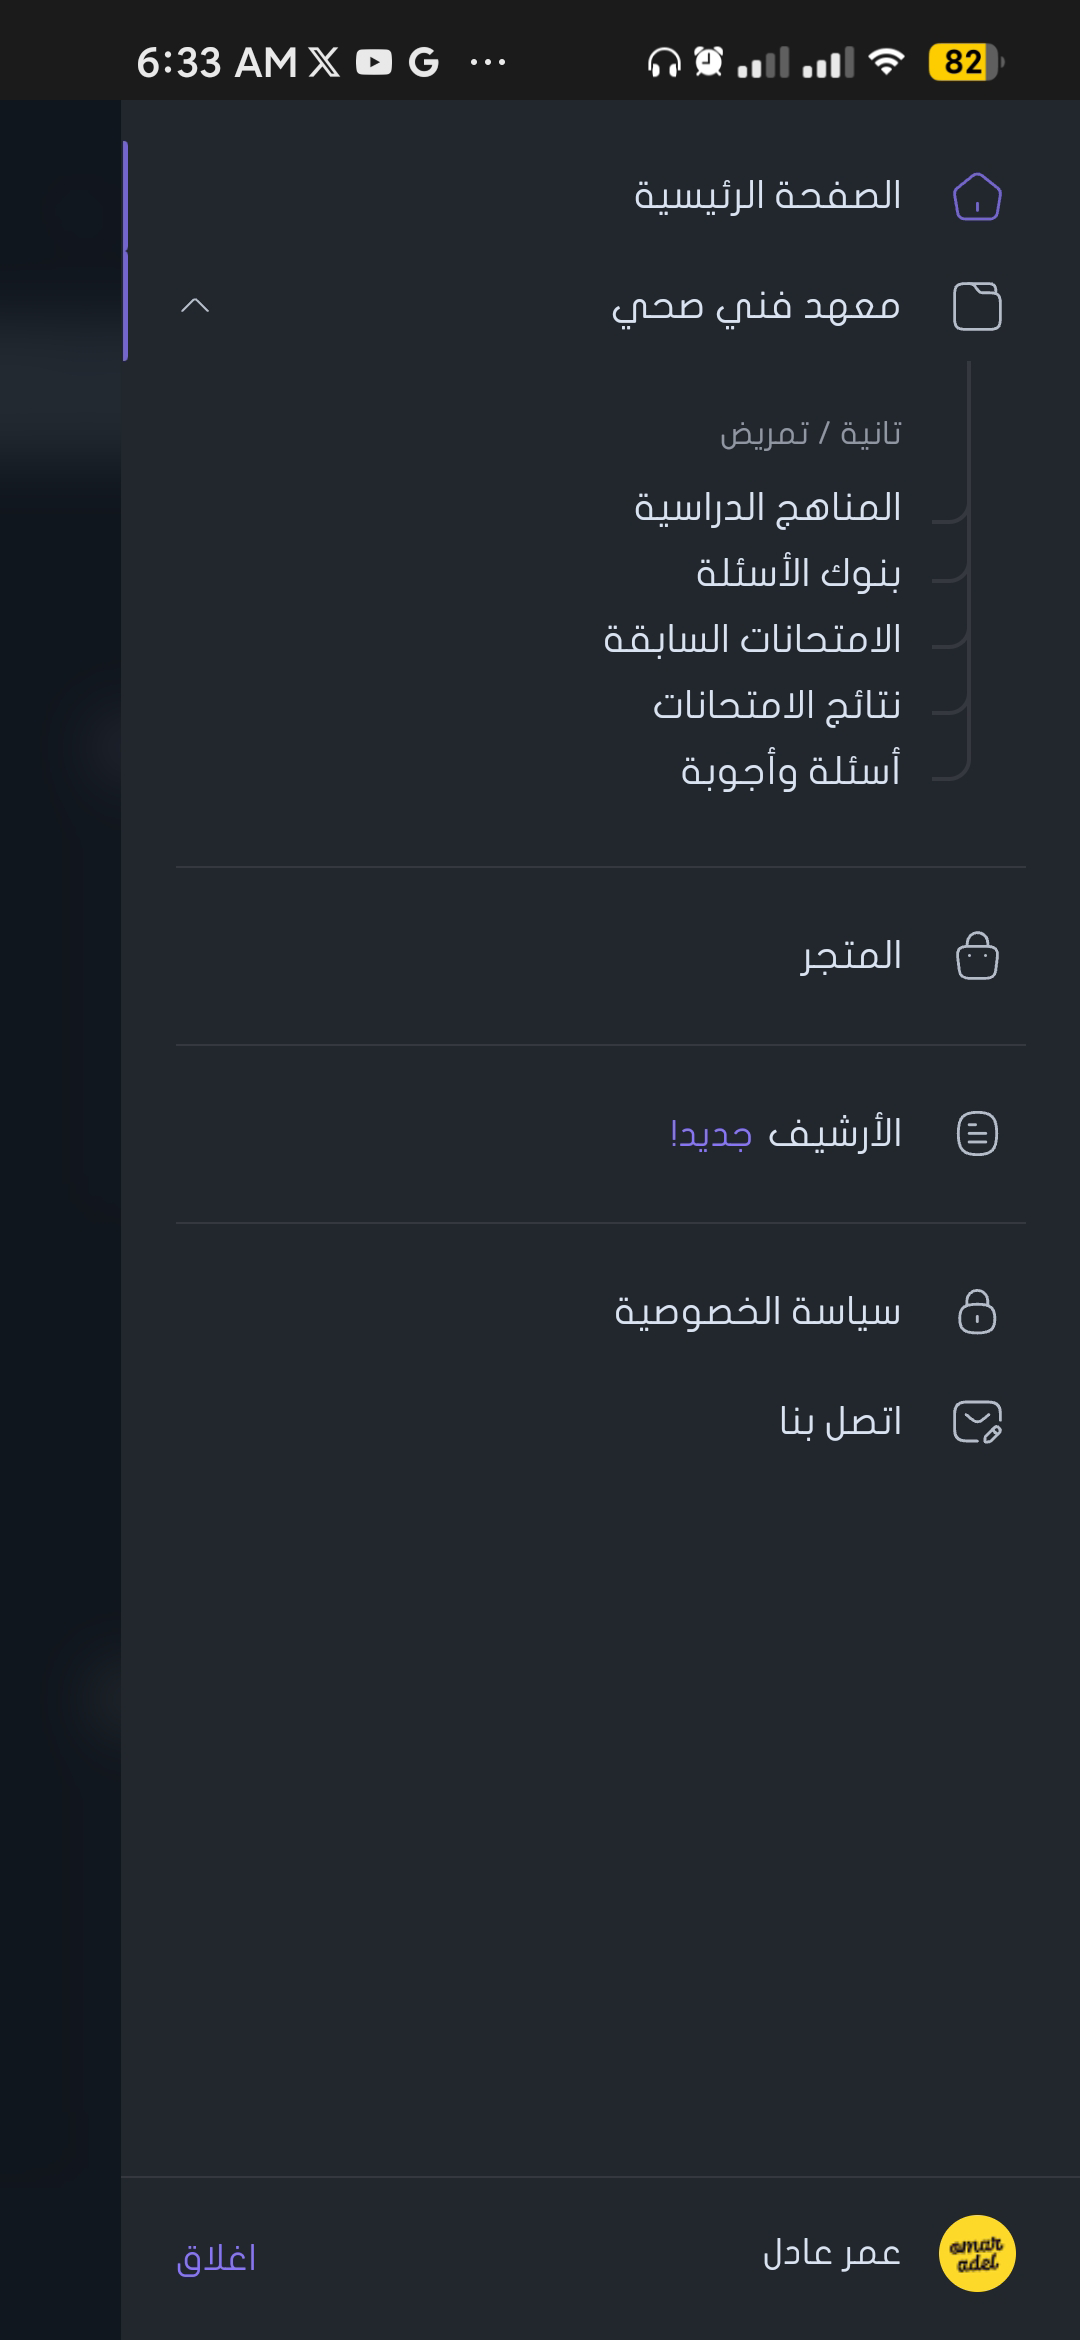 6:33 AM
82
الصفحة الرئيسية
معهد فني صحي
تانية / تمريض
المناهج الدراسية
بنوك الأسئلة
الامتحانات السابقة
نتائج الامتحانات
أسئلة وأجوبة
المتجر
الأرشيف جديد!
سياسة الخصوصية
اتصل بنا
omar
adel
عمر عادل
اغلاق